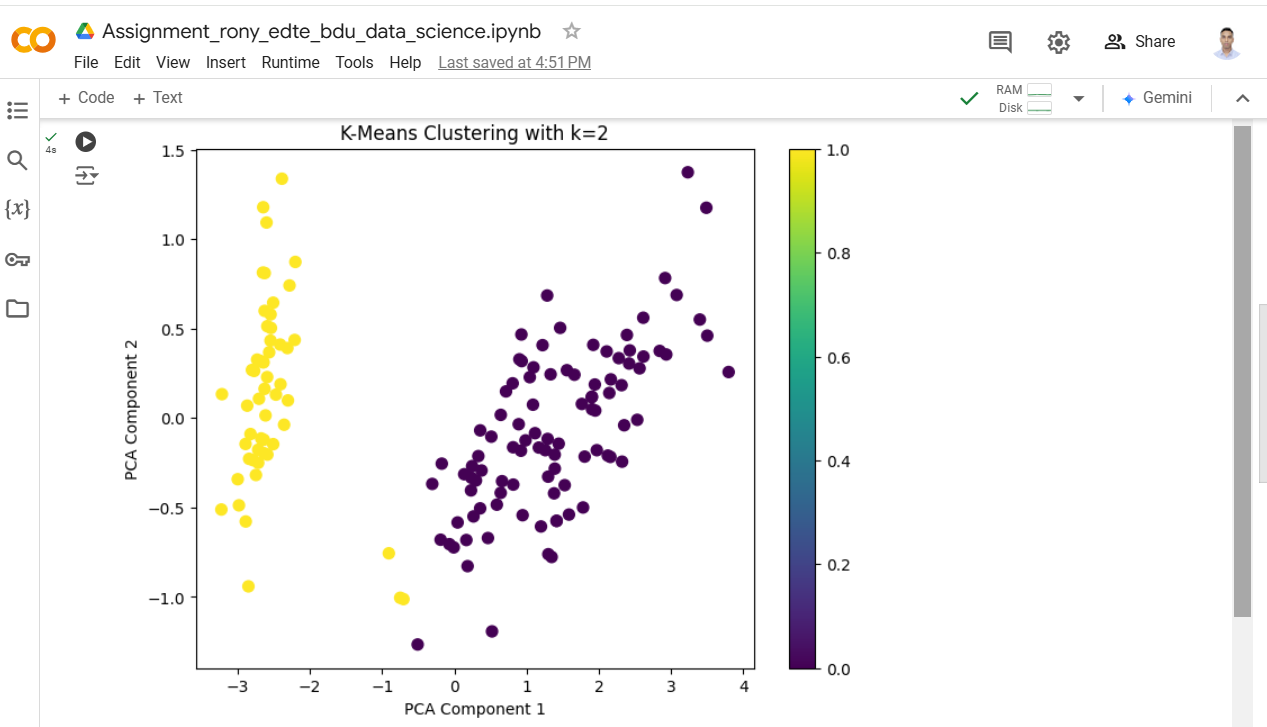 Assignment_rony_edte_bdu_data_science.ipynb
File Edit View Insert Runtime Tools Help Last saved at 4:51 PM
Share
+ Code + Text
RAM
Disk
Gemini
{x}
4s
K-Means Clustering with k=2
1.5
1.0
0.5
0.0
−0.5
−1.0
PCA Component 2
−3 −2 −1 0 1 2 3 4
PCA Component 1
1.0
0.8
0.6
0.4
0.2
0.0